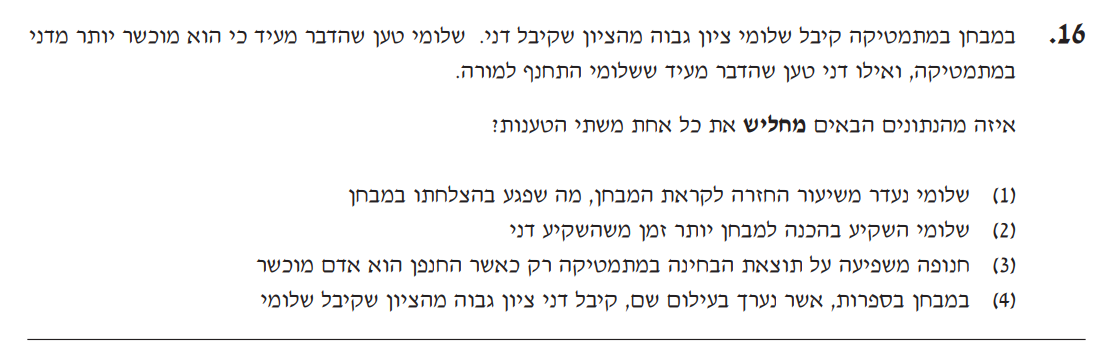 16. במבחן במתמטיקה קיבל שלומי ציון גבוה מהציון שקיבל דני. שלומי טען שהדבר מעיד כי הוא מוכשר יותר מדני
במתמטיקה, ואילו דני טען שהדבר מעיד ששלומי התחנף למורה.
איזה מהנתונים הבאים מחליש את כל אחת משתי הטענות?
(1) שלומי נעדר משיעור החזרה לקראת המבחן, מה שפגע בהצלחתו במבחן
(2) שלומי השקיע בהכנה למבחן יותר זמן משהשקיע דני
(3) חנופה משפיעה על תוצאת הבחינה במתמטיקה רק כאשר החנפן הוא אדם מוכשר
(4) במבחן בספרות, אשר נערך בעילום שם, קיבל דני ציון גבוה מהציון שקיבל שלומי